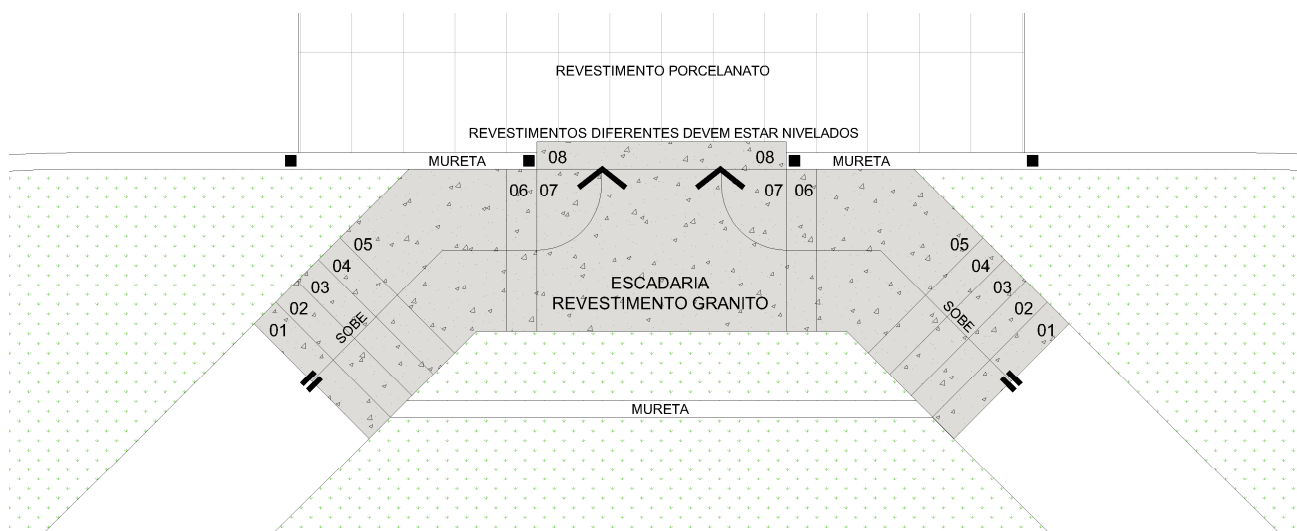 REVESTIMENTO PORCELANATO
REVESTIMENTOS DIFERENTES DEVEM ESTAR NIVELADOS
MURETA
08
08
MURETA
06
07
07
06
05
04
03
02
01
SOBE
ESCADARIA
REVESTIMENTO GRANITO
05
04
03
02
01
SOBE
MURETA